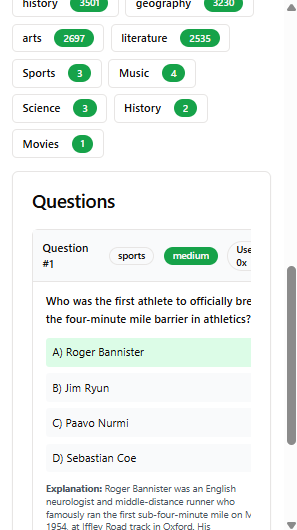 history 3501 geography 3230
arts 2697 literature 2535
Sports 3 Music 4
Science 3 History 2
Movies 1
Questions
Question #1 sports medium Use 0x
Who was the first athlete to officially bre
the four-minute mile barrier in athletics?
A) Roger Bannister
B) Jim Ryun
C) Paavo Nurmi
D) Sebastian Coe
Explanation: Roger Bannister was an English
neurologist and middle-distance runner who
famously ran the first sub-four-minute mile on M
1954, at Iffley Road track in Oxford. His